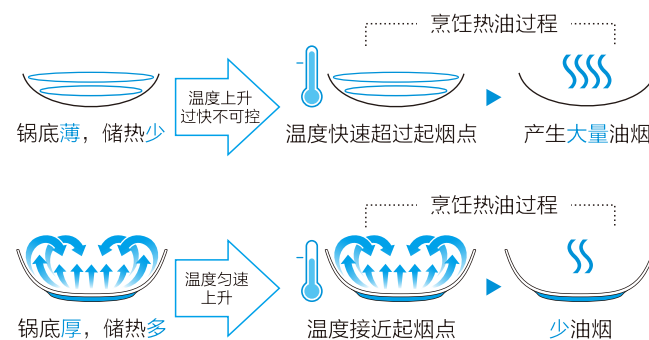 烹饪热油过程
温度上升
过快不可控
锅底薄，储热少
温度快速超过起烟点
产生大量油烟
烹饪热油过程
温度匀速
上升
锅底厚，储热多
温度接近起烟点
少油烟